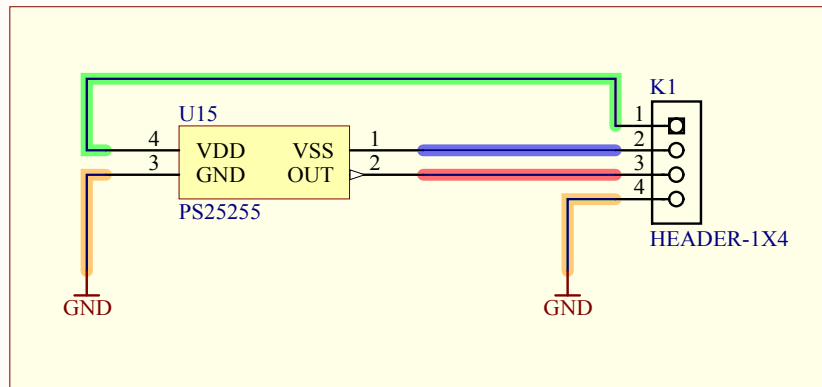 K1
U15
1
4 VDD VSS 1 2
3 GND OUT 2 3
4
PS25255
HEADER-1X4
GND GND